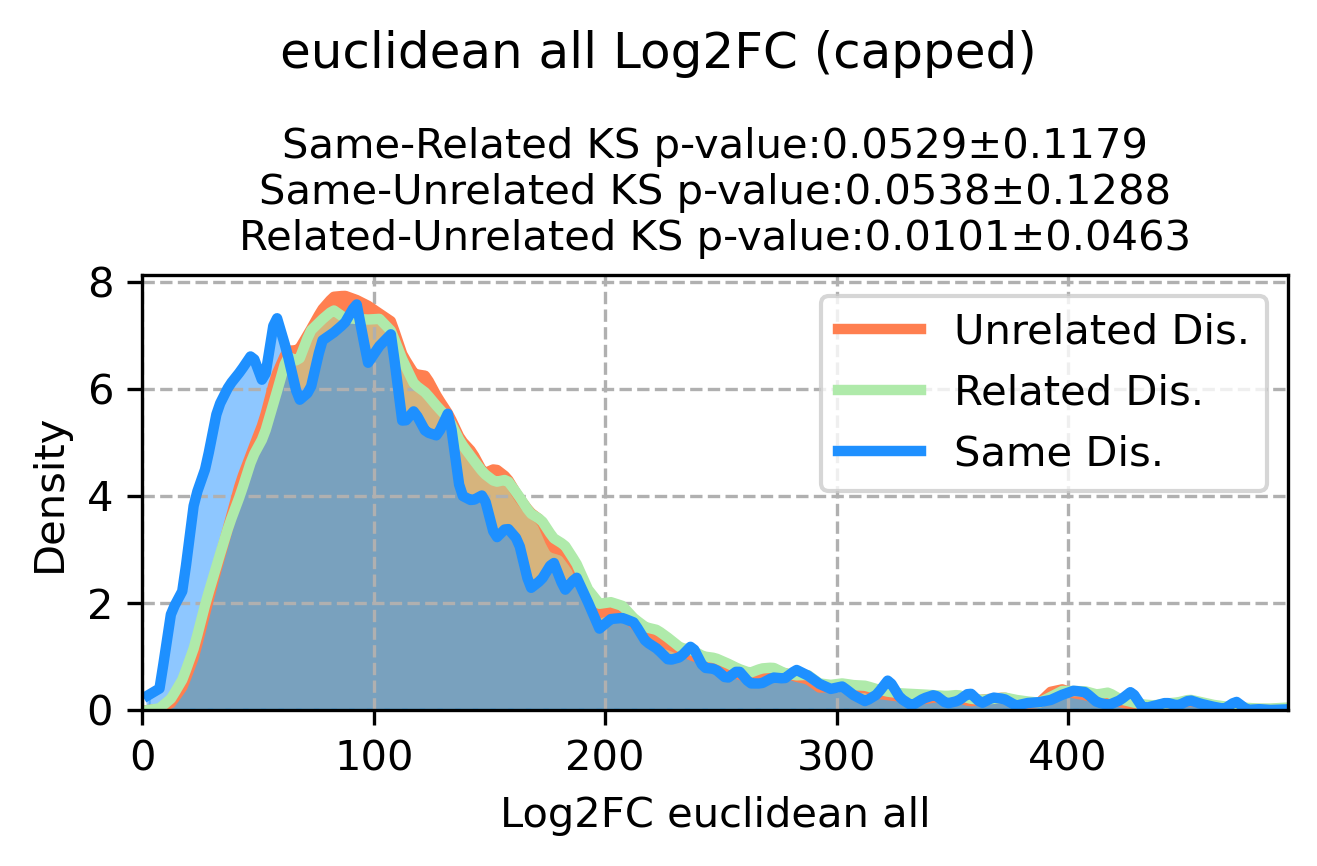 euclidean all Log2FC (capped)
Same-Related KS p-value:0.0529±0.1179
Same-Unrelated KS p-value:0.0538±0.1288
Related-Unrelated KS p-value:0.0101±0.0463
8
6
4
2
0
Density
Unrelated Dis.
Related Dis.
Same Dis.
0 100 200 300 400
Log2FC euclidean all